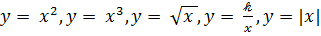 y = x², y = x³, y = √x, y = k/x, y = |x|